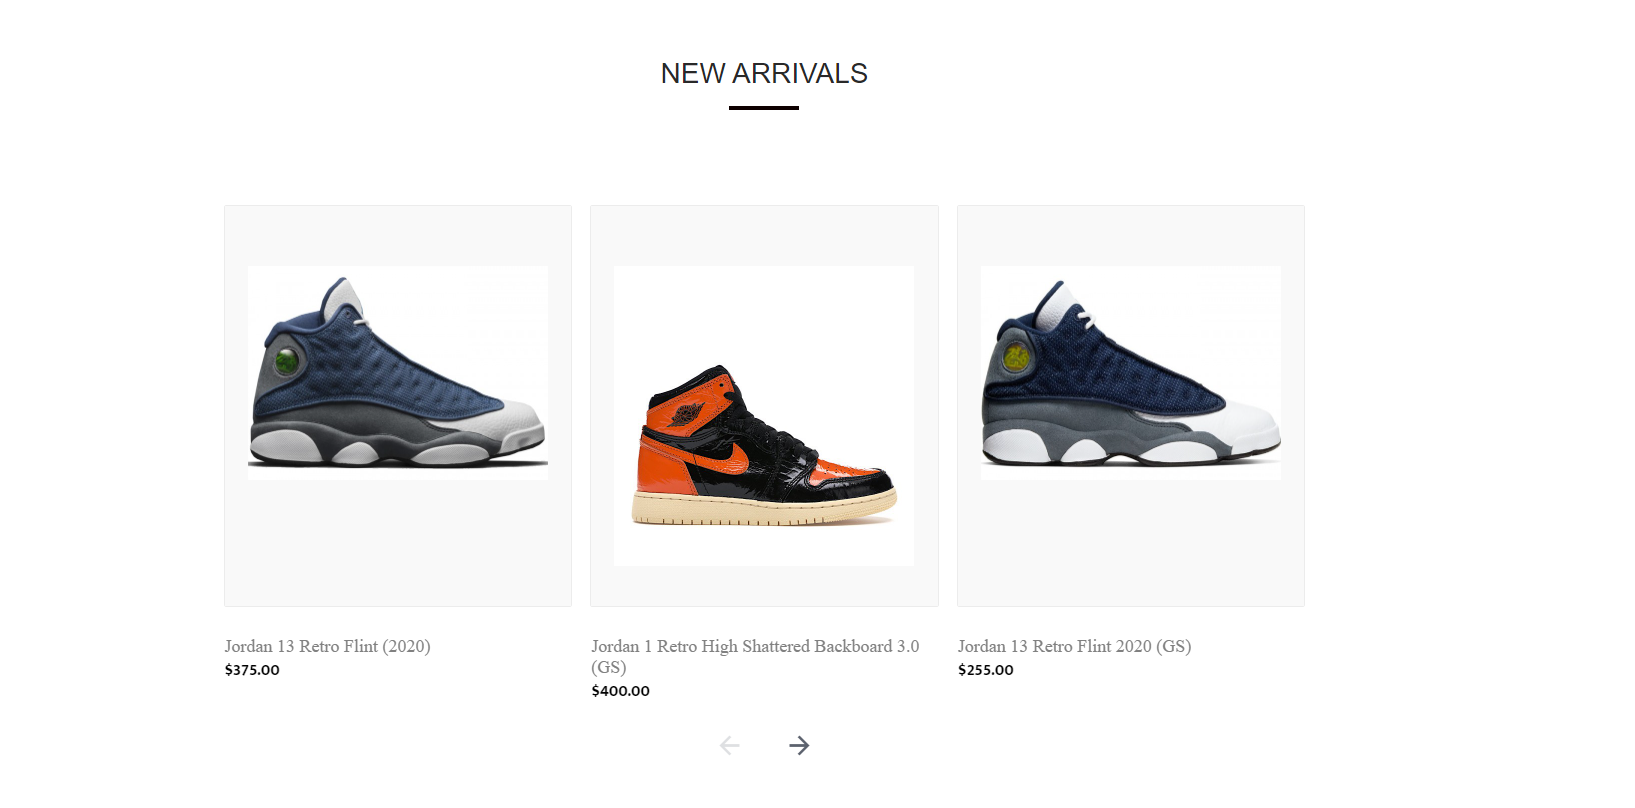 NEW ARRIVALS
Jordan 13 Retro Flint (2020)
$375.00
Jordan 1 Retro High Shattered Backboard 3.0
(GS)
$400.00
Jordan 13 Retro Flint 2020 (GS)
$255.00